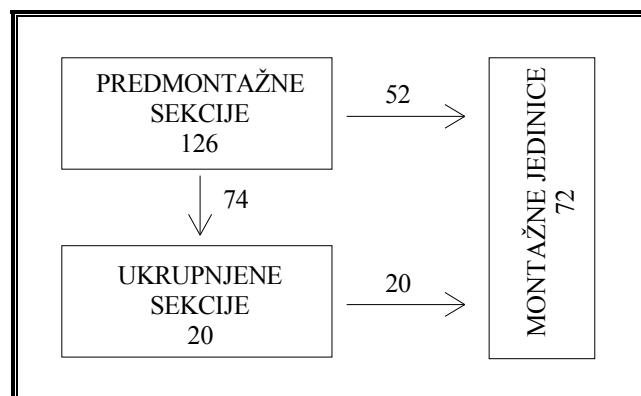 PREDMONTAŽNE
SEKCIJE
126
52
74
UKRUPNJENE
SEKCIJE
20
20
MONTAŽNE JEDINICE
72